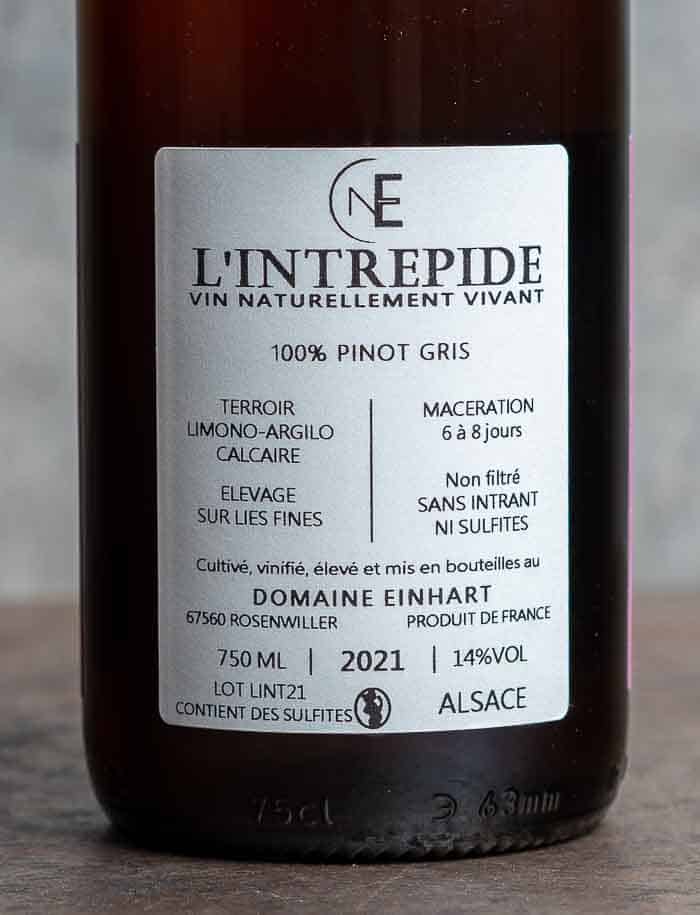 NE
L'INTREPIDE
VIN NATURELLEMENT VIVANT
100% PINOT GRIS
TERROIR
LIMONO-ARGILO
CALCAIRE
ELEVAGE
SUR LIES FINES
MACERATION
6 à 8 jours
Non filtré
SANS INTRANT
NI SULFITES
Cultivé, vinifié, élevé et mis en bouteilles au
DOMAINE EINHART
67560 ROSENWILLER PRODUIT DE FRANCE
750 ML | 2021 | 14%VOL
LOT LINT21
CONTIENT DES SULFITES
ALSACE
75cl 63mm